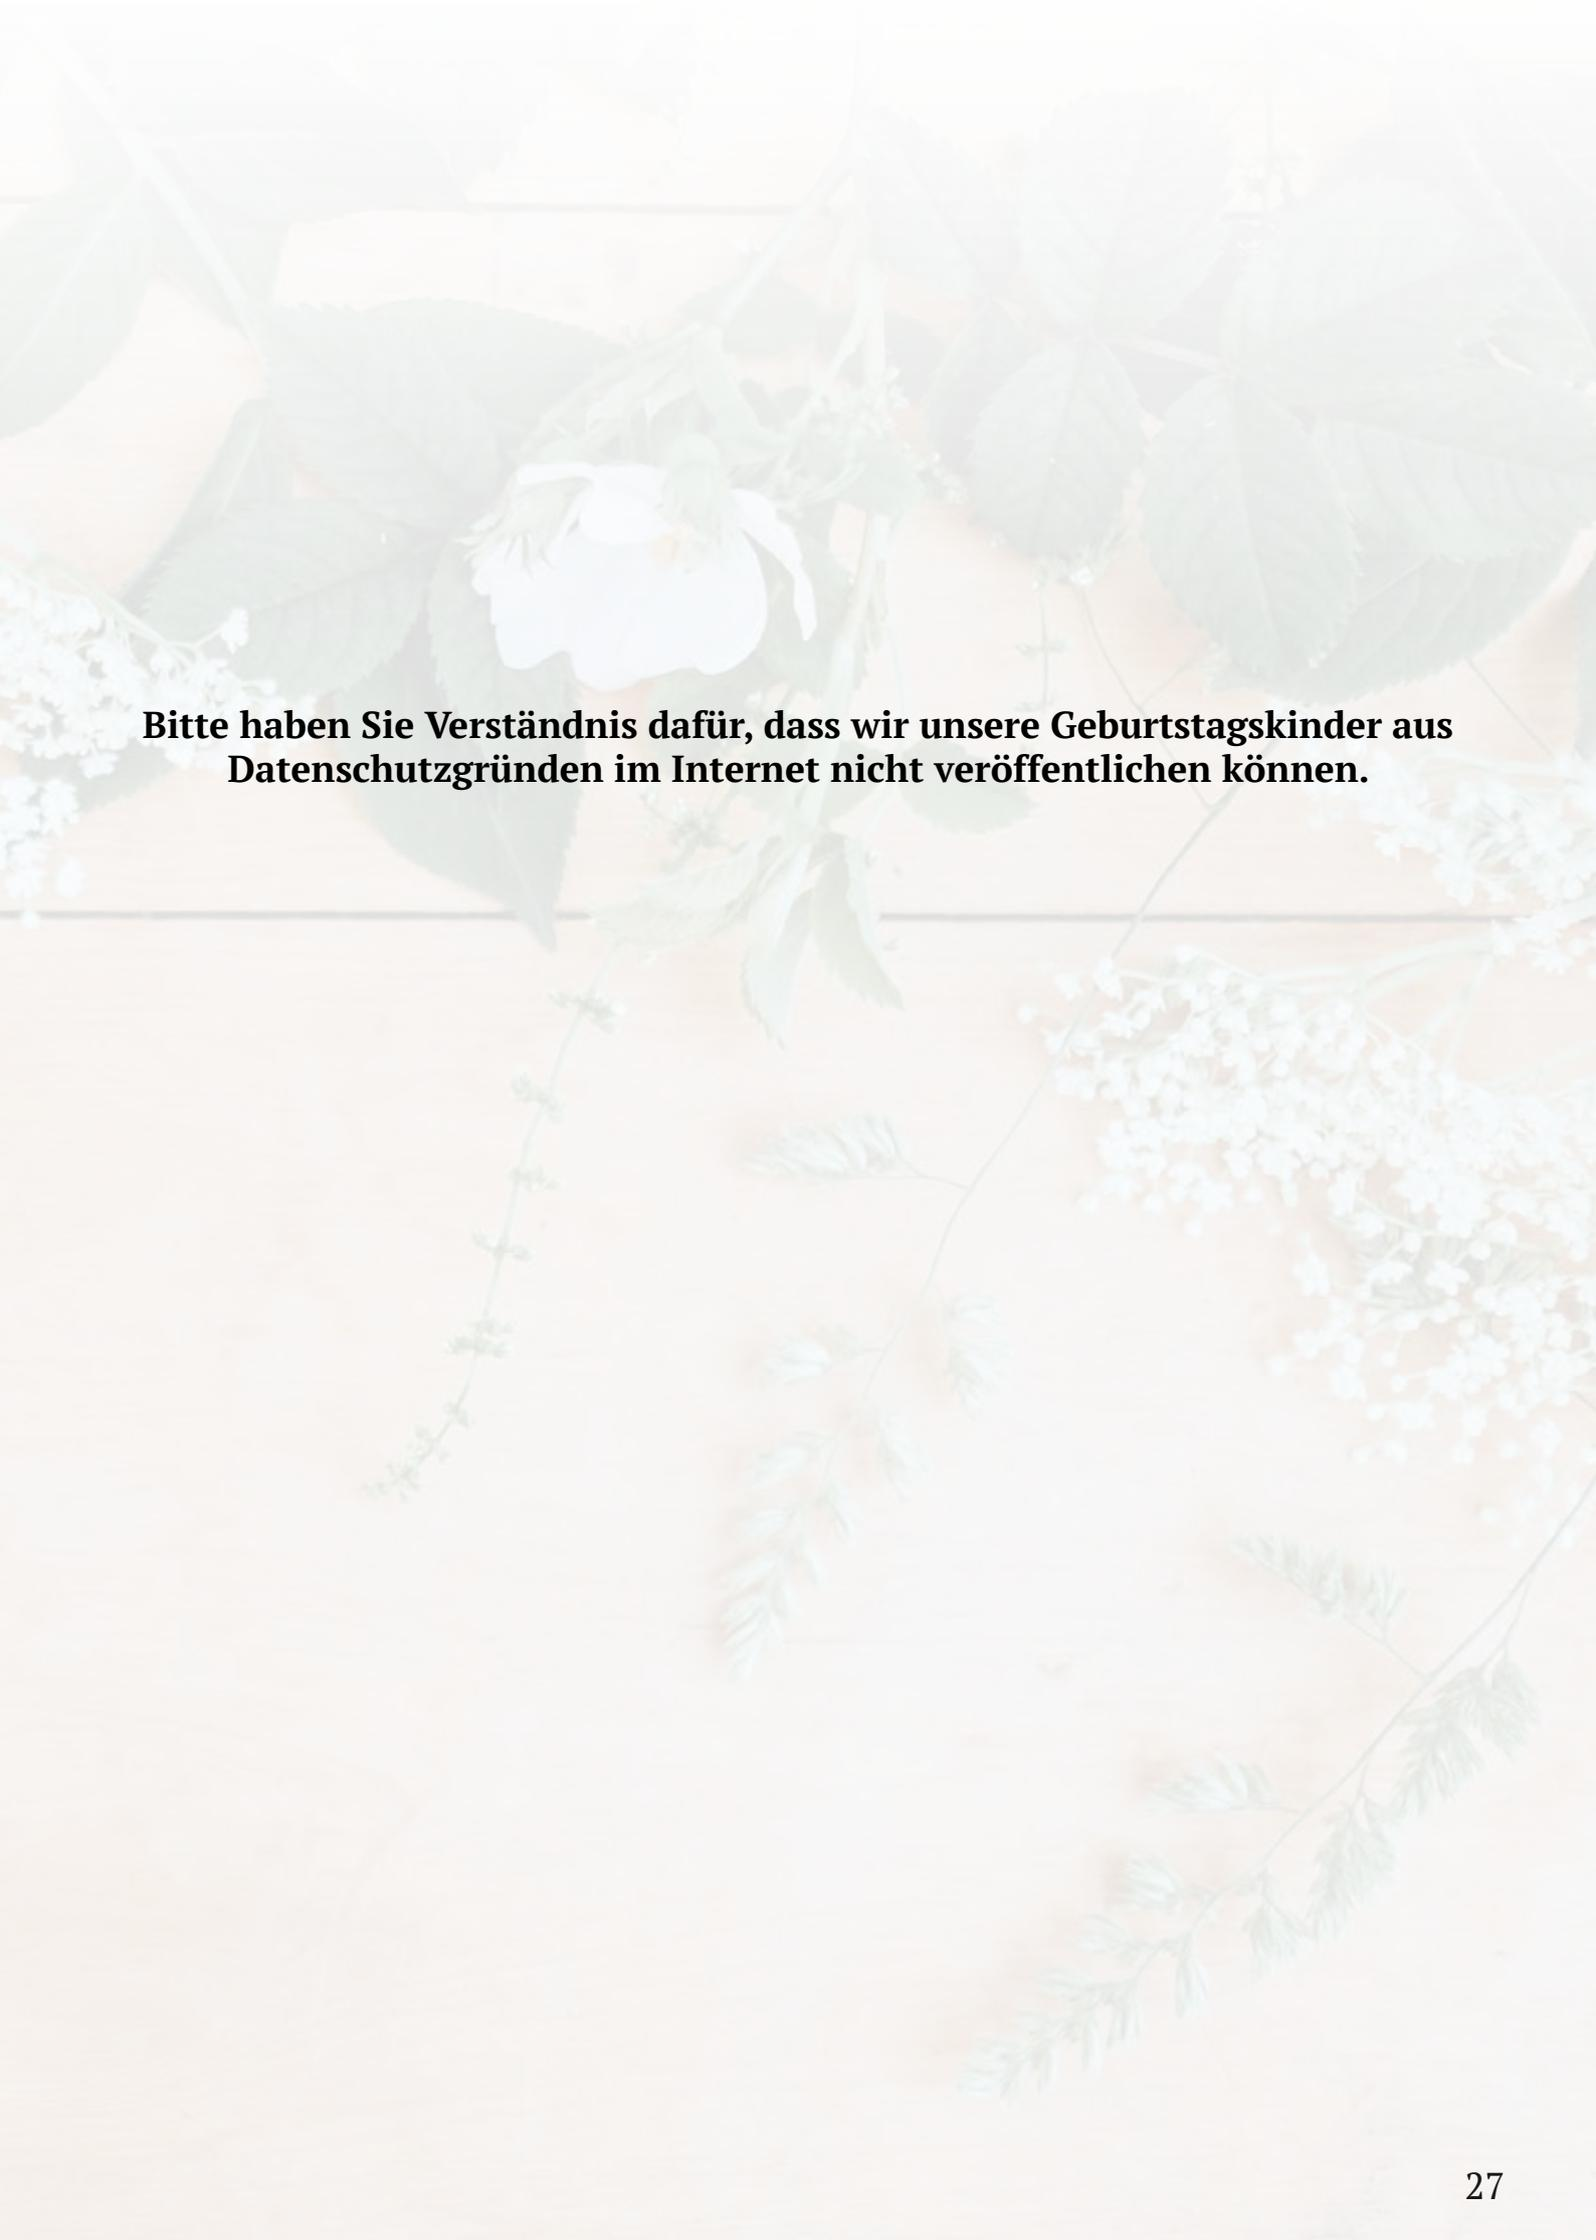 Bitte haben Sie Verständnis dafür, dass wir unsere Geburtstagskinder aus
Datenschutzgründen im Internet nicht veröffentlichen können.
27